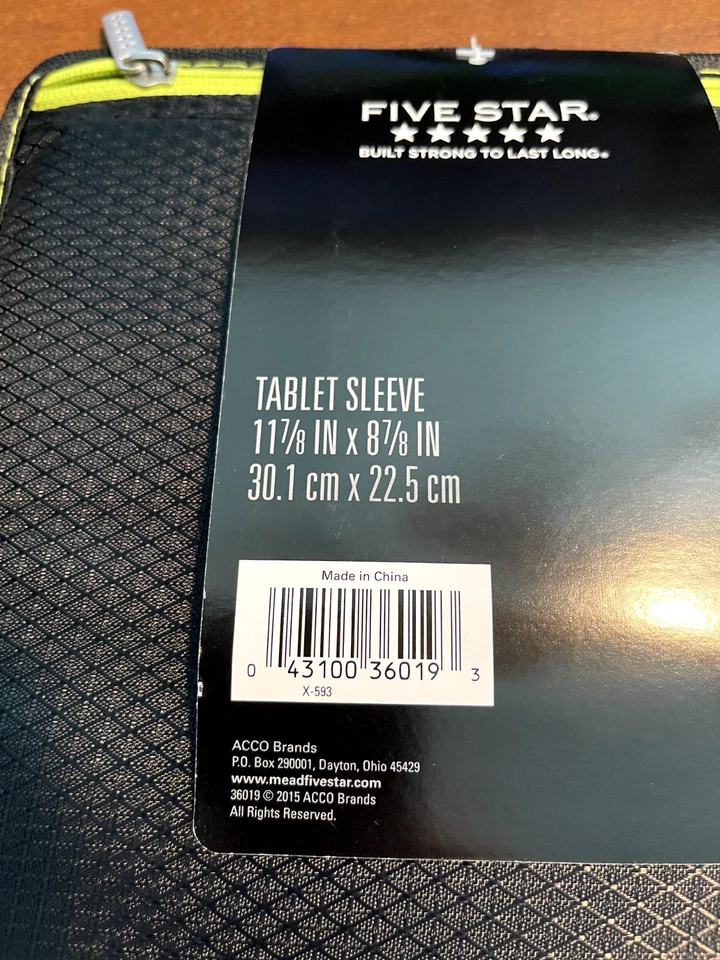 FIVE STAR®
★★★★★
BUILT STRONG TO LAST LONG®
TABLET SLEEVE
11⅞ IN x 8⅞ IN
30.1 cm x 22.5 cm
Made in China
0 43100 36019 3
X-593
ACCO Brands
P.O. Box 290001, Dayton, Ohio 45429
www.meadfivestar.com
36019 © 2015 ACCO Brands
All Rights Reserved.